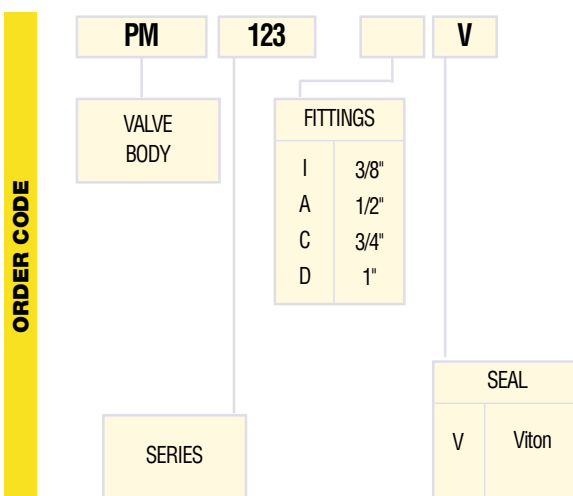 PM 123 V
ORDER CODE
VALVE
BODY
FITTINGS
I 3/8"
A 1/2"
C 3/4"
D 1"
SERIES
SEAL
V Viton